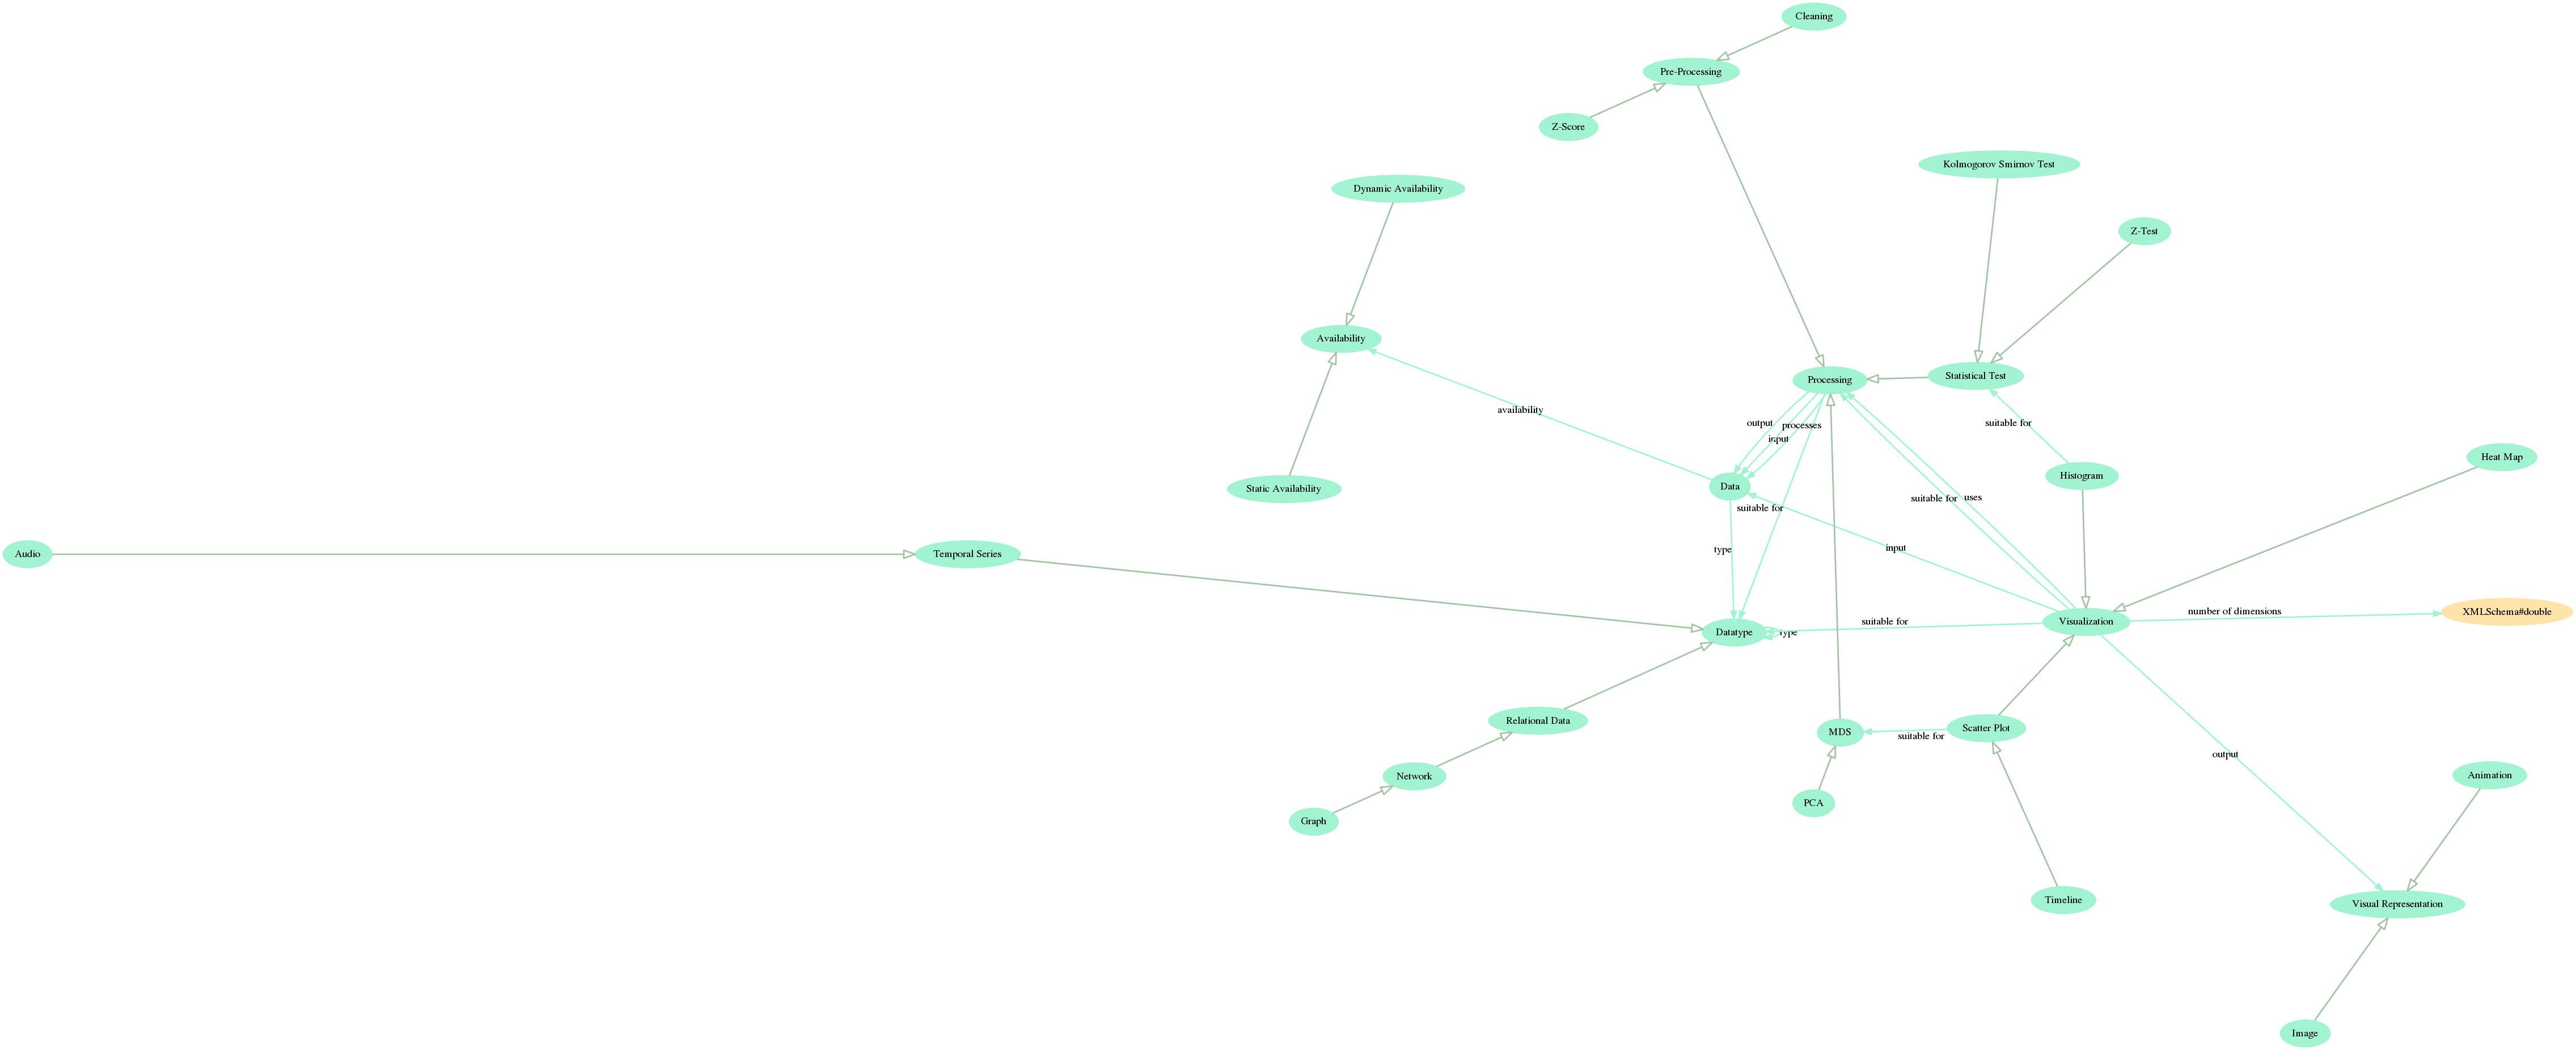 Cleaning
Pre-Processing
Z-Score
Kolmogorov Smirnov Test
Dynamic Availability
Z-Test
Availability
Statistical Test
Processing
availability
output
processes
input
suitable for
Heat Map
Histogram
Data
Static Availability
suitable for
uses
suitable for
type
input
Audio
Temporal Series
number of dimensions
XMLSchema#double
Visualization
suitable for
Datatype
type
Relational Data
Scatter Plot
MDS
suitable for
output
Network
Animation
PCA
Graph
Timeline
Visual Representation
Image